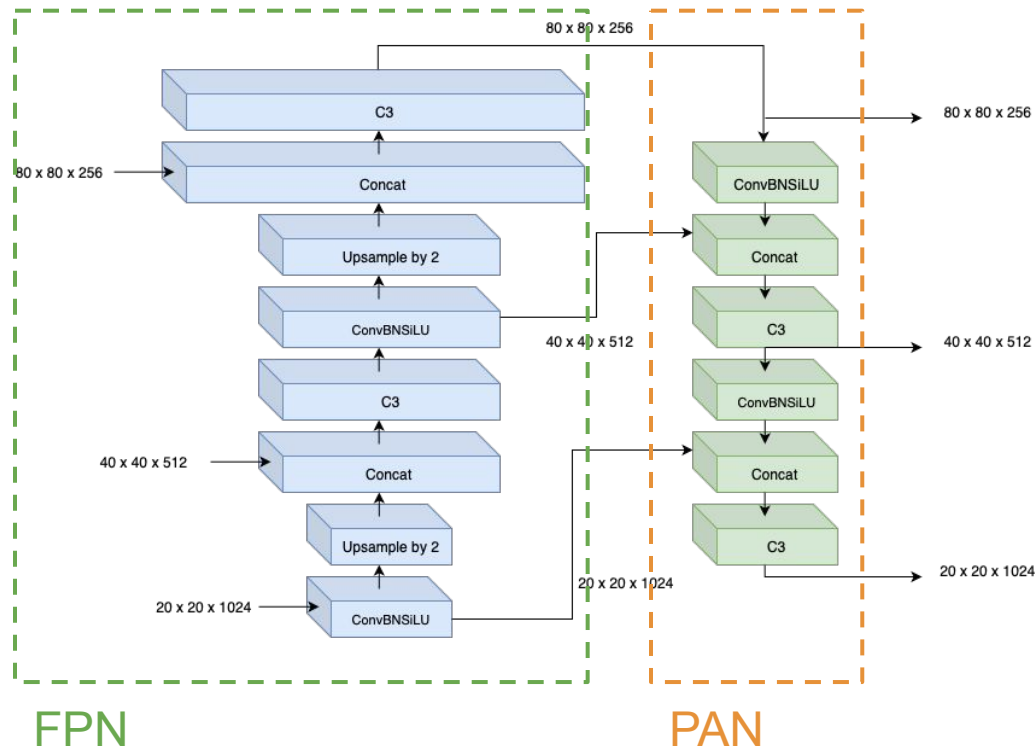 80 x 80 x 256
C3
80 x 80 x 256
80 x 80 x 256
Concat
ConvBNSiLU
Upsample by 2
Concat
ConvBNSiLU
C3
40 x 40 x 512
40 x 40 x 512
C3
ConvBNSiLU
40 x 40 x 512
Concat
Concat
Upsample by 2
C3
20 x 20 x 1024
20 x 20 x 1024
20 x 20 x 1024
ConvBNSiLU
FPN
PAN